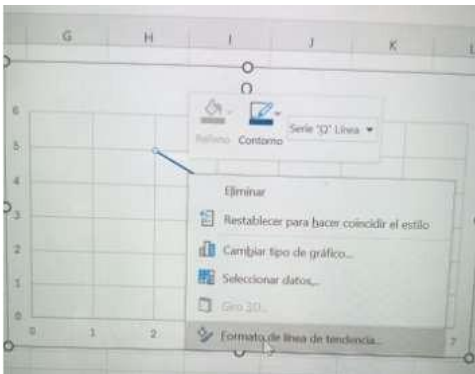 G H I J K
Relleno Contorno Serie "Q" Línea
6
5
4
3
2
1
0
0 1 2 7
Eliminar
Restablecer para hacer coincidir el estilo
Cambiar tipo de gráfico...
Seleccionar datos...
Giro 3D...
Formato de línea de tendencia...